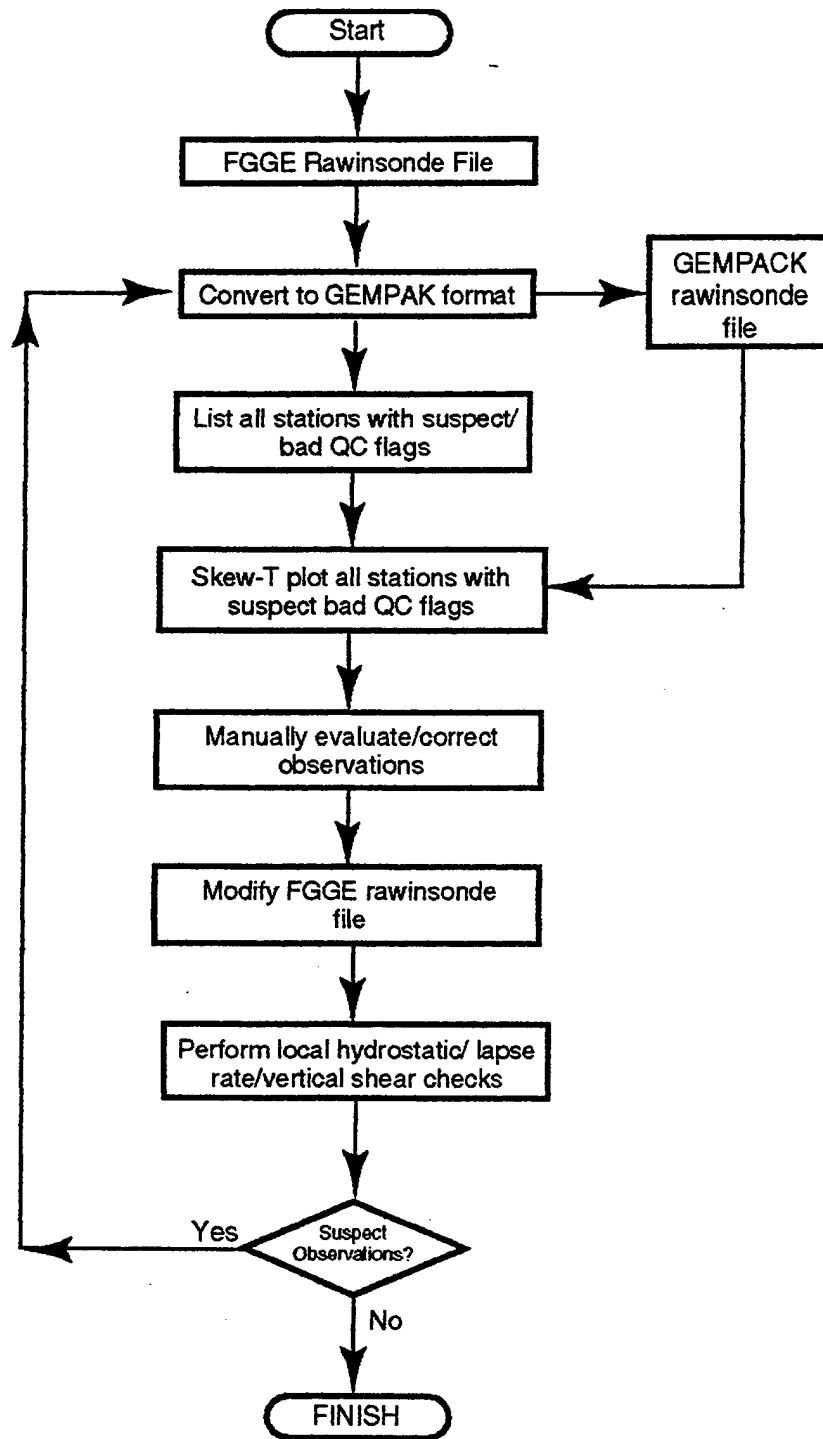 Start
FGGE Rawinsonde File
Convert to GEMPAK format
GEMPACK
rawinsonde
file
List all stations with suspect/
bad QC flags
Skew-T plot all stations with
suspect bad QC flags
Manually evaluate/correct
observations
Modify FGGE rawinsonde
file
Perform local hydrostatic/ lapse
rate/vertical shear checks
Yes
Suspect
Observations?
No
FINISH